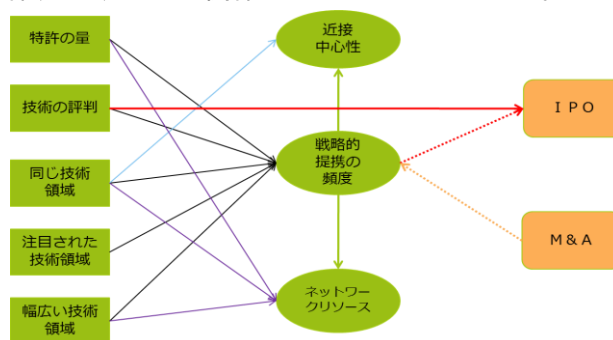 特許の量
技術の評判
同じ技術
領域
注目された
技術領域
幅広い技術
領域
近接
中心性
戦略的
提携の
頻度
ネットワー
クリソース
ＩＰＯ
Ｍ＆Ａ